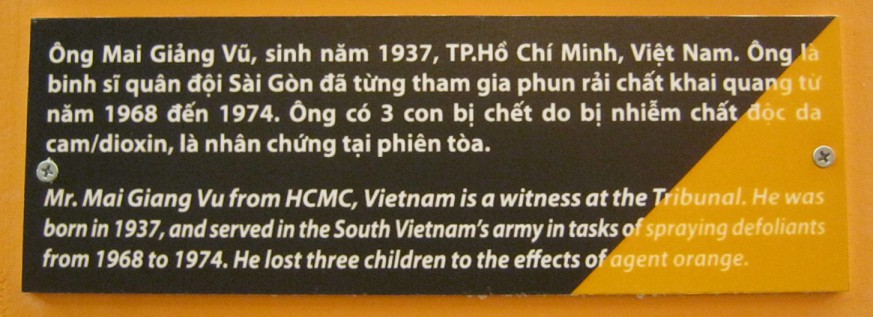 Ông Mai Giảng Vũ, sinh năm 1937, TP.Hồ Chí Minh, Việt Nam. Ông là
binh sĩ quân đội Sài Gòn đã từng tham gia phun rải chất khai quang từ
năm 1968 đến 1974. Ông có 3 con bị chết do bị nhiễm chất độc da
cam/dioxin, là nhân chứng tại phiên tòa.
Mr. Mai Giang Vu from HCMC, Vietnam is a witness at the Tribunal. He was
born in 1937, and served in the South Vietnam's army in tasks of spraying defoliants
from 1968 to 1974. He lost three children to the effects of agent orange.